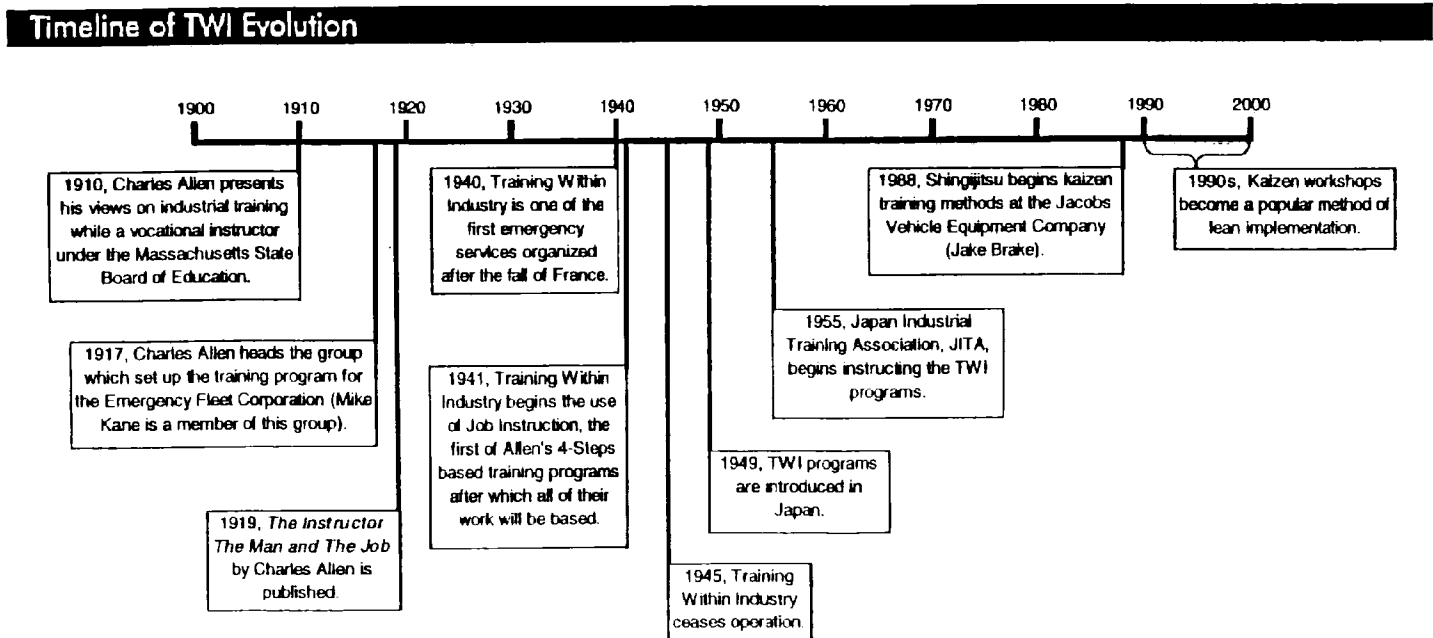 Timeline of TWI Evolution
1900 1910 1920 1930 1940 1950 1960 1970 1980 1990 2000
1910, Charles Allen presents
his views on industrial training
while a vocational instructor
under the Massachusetts State
Board of Education.
1917, Charles Allen heads the group
which set up the training program for
the Emergency Fleet Corporation (Mike
Kane is a member of this group).
1919, The Instructor
The Man and The Job
by Charles Allen is
published.
1940, Training Within
Industry is one of the
first emergency
services organized
after the fall of France.
1941, Training Within
Industry begins the use
of Job Instruction, the
first of Allen's 4-Steps
based training programs
after which all of their
work will be based.
1945, Training
Within Industry
ceases operation.
1949, TWI programs
are introduced in
Japan.
1955, Japan Industrial
Training Association, JITA,
begins instructing the TWI
programs.
1988, Shingijitsu begins kaizen
training methods at the Jacobs
Vehicle Equipment Company
(Jake Brake).
1990s, Kaizen workshops
become a popular method of
lean implementation.